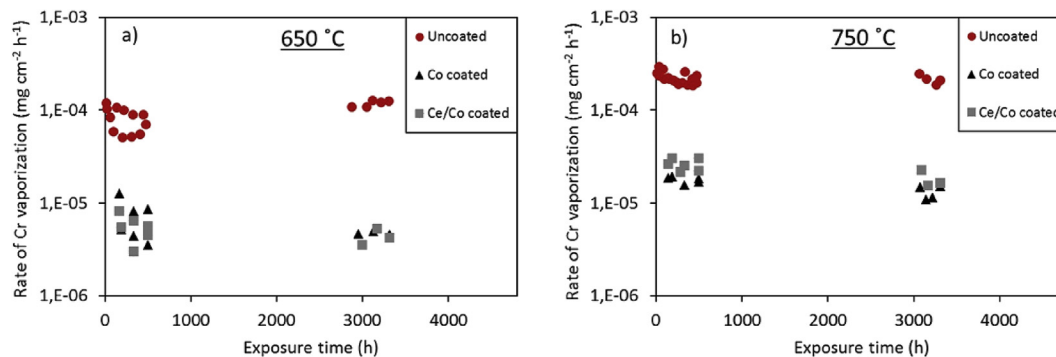 a)
650 ˚C
1,E-03
1,E-04
1,E-05
1,E-06
Rate of Cr vaporization (mg cm-2 h-1)
Uncoated
Co coated
Ce/Co coated
0
1000
2000
3000
4000
Exposure time (h)
b)
750 ˚C
1,E-03
1,E-04
1,E-05
1,E-06
Rate of Cr vaporization (mg cm-2 h-1)
Uncoated
Co coated
Ce/Co coated
0
1000
2000
3000
4000
Exposure time (h)